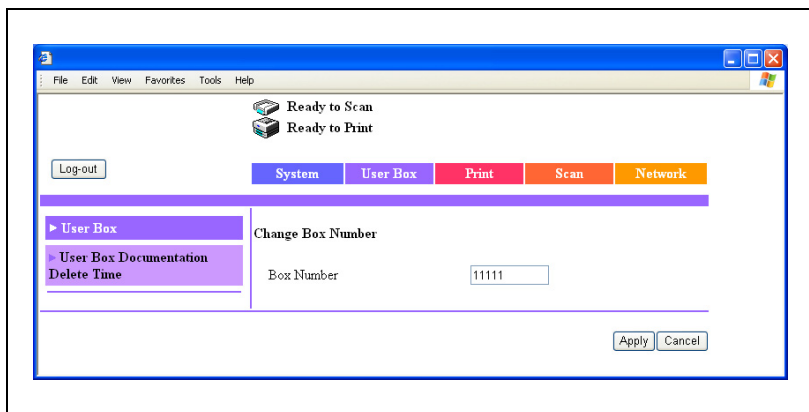 File Edit View Favorites Tools Help
Ready to Scan
Ready to Print
Log-out
System User Box Print Scan Network
User Box
User Box Documentation
Delete Time
Change Box Number
Box Number 11111
Apply Cancel